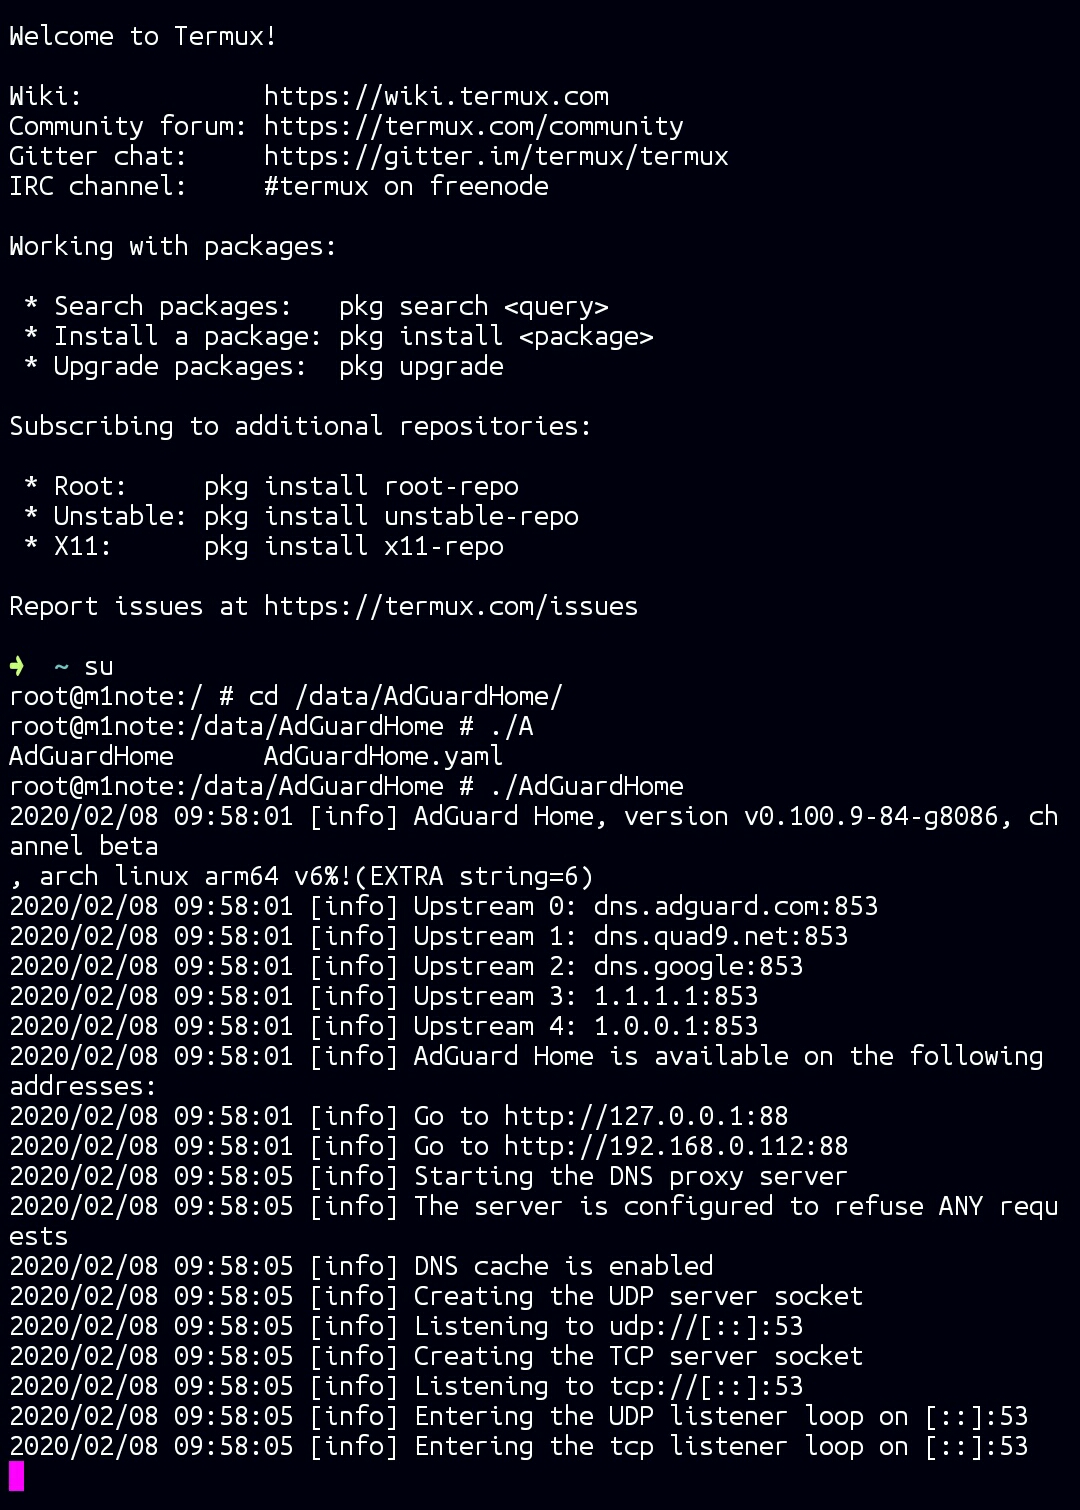 Welcome to Termux!
Wiki:            https://wiki.termux.com
Community forum: https://termux.com/community
Gitter chat:     https://gitter.im/termux/termux
IRC channel:     #termux on freenode
Working with packages:
 * Search packages:   pkg search <query>
 * Install a package: pkg install <package>
 * Upgrade packages:  pkg upgrade
Subscribing to additional repositories:
 * Root:     pkg install root-repo
 * Unstable: pkg install unstable-repo
 * X11:      pkg install x11-repo
Report issues at https://termux.com/issues
➜  ~ su
root@m1note:/ # cd /data/AdGuardHome/
root@m1note:/data/AdGuardHome # ./A
AdGuardHome      AdGuardHome.yaml
root@m1note:/data/AdGuardHome # ./AdGuardHome
2020/02/08 09:58:01 [info] AdGuard Home, version v0.100.9-84-g8086, ch
annel beta
, arch linux arm64 v6%!(EXTRA string=6)
2020/02/08 09:58:01 [info] Upstream 0: dns.adguard.com:853
2020/02/08 09:58:01 [info] Upstream 1: dns.quad9.net:853
2020/02/08 09:58:01 [info] Upstream 2: dns.google:853
2020/02/08 09:58:01 [info] Upstream 3: 1.1.1.1:853
2020/02/08 09:58:01 [info] Upstream 4: 1.0.0.1:853
2020/02/08 09:58:01 [info] AdGuard Home is available on the following
addresses:
2020/02/08 09:58:01 [info] Go to http://127.0.0.1:88
2020/02/08 09:58:01 [info] Go to http://192.168.0.112:88
2020/02/08 09:58:05 [info] Starting the DNS proxy server
2020/02/08 09:58:05 [info] The server is configured to refuse ANY requ
ests
2020/02/08 09:58:05 [info] DNS cache is enabled
2020/02/08 09:58:05 [info] Creating the UDP server socket
2020/02/08 09:58:05 [info] Listening to udp://[::]:53
2020/02/08 09:58:05 [info] Creating the TCP server socket
2020/02/08 09:58:05 [info] Listening to tcp://[::]:53
2020/02/08 09:58:05 [info] Entering the UDP listener loop on [::]:53
2020/02/08 09:58:05 [info] Entering the tcp listener loop on [::]:53